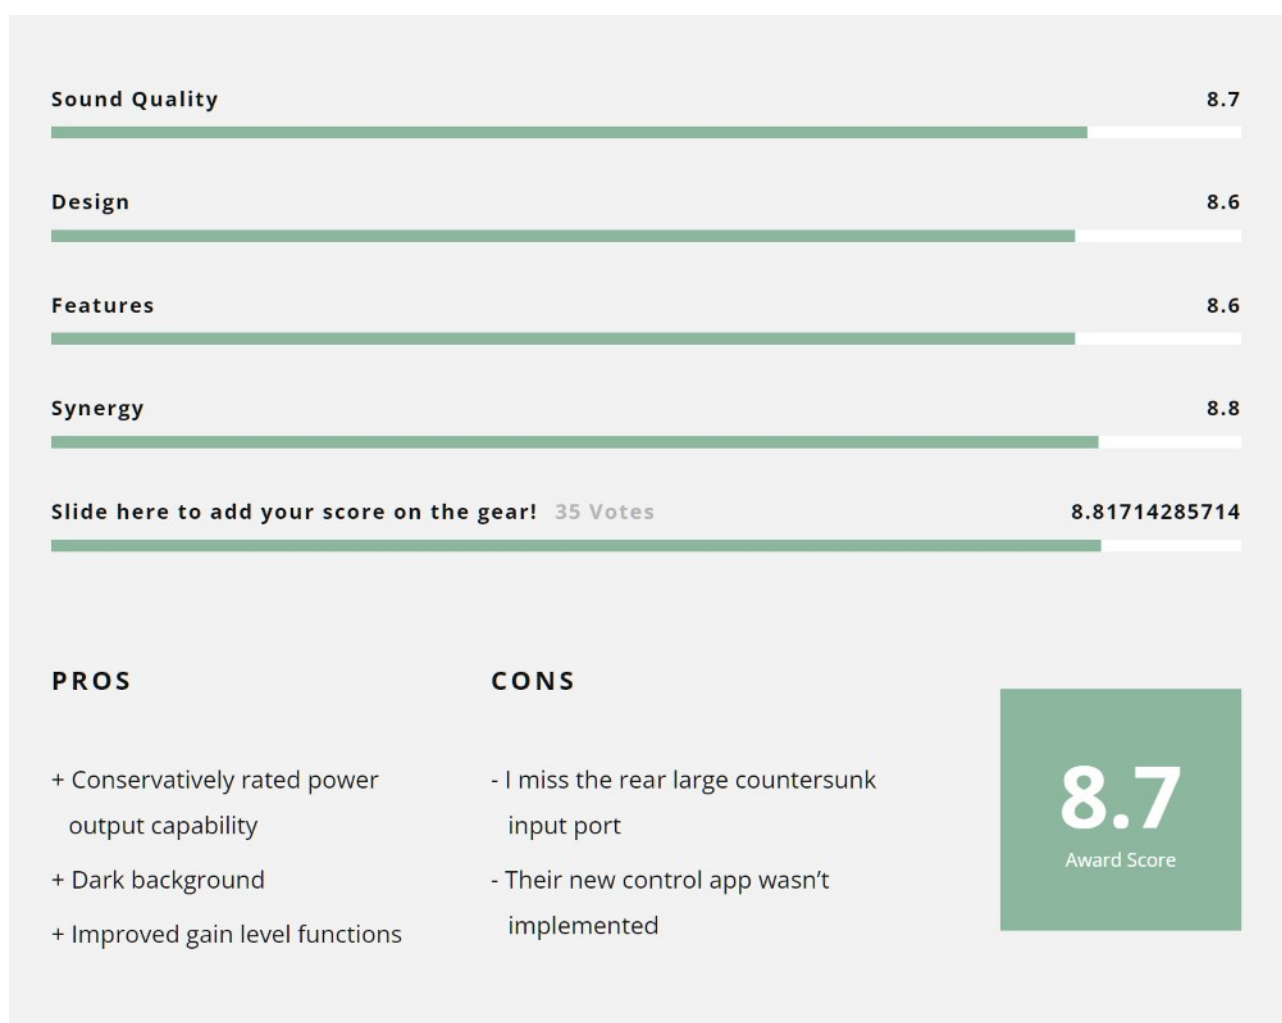 Sound Quality 8.7
Design 8.6
Features 8.6
Synergy 8.8
Slide here to add your score on the gear! 35 Votes 8.81714285714
PROS
+ Conservatively rated power
output capability
+ Dark background
+ Improved gain level functions
CONS
- I miss the rear large countersunk
input port
- Their new control app wasn’t
implemented
8.7
Award Score